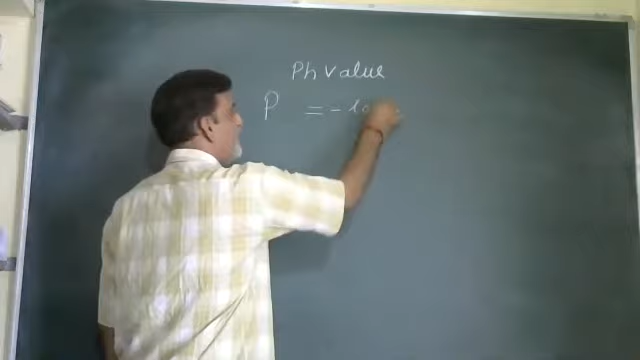 Ph value
P = - lo